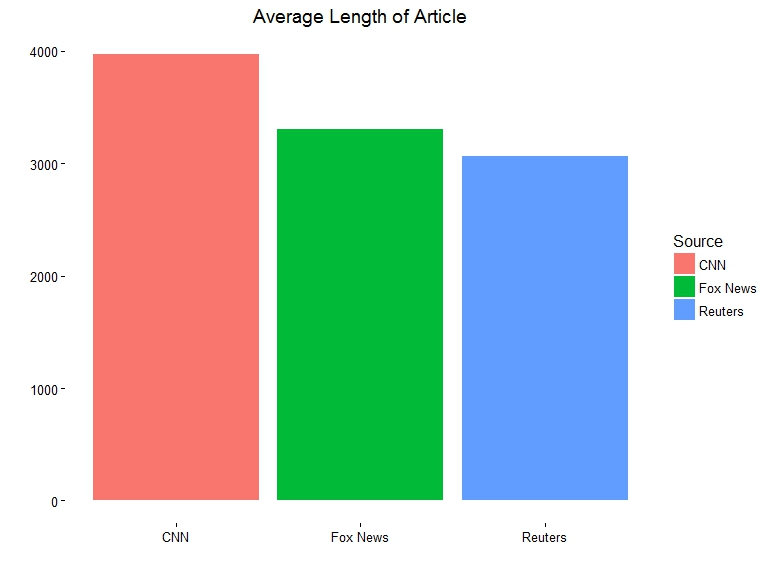 Average Length of Article
4000
3000
2000
1000
0
CNN
Fox News
Reuters
Source
CNN
Fox News
Reuters